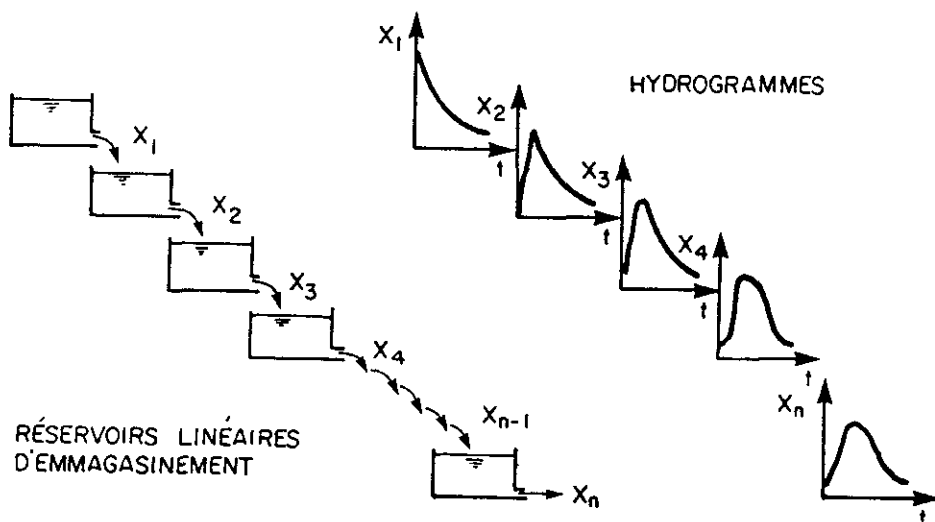 X1
HYDROGRAMMES
X1
t
X2
t
X2
X3
t
X3
X4
t
X4
Xn-1
Xn
t
RÉSERVOIRS LINÉAIRES
D'EMMAGASINEMENT
Xn
t